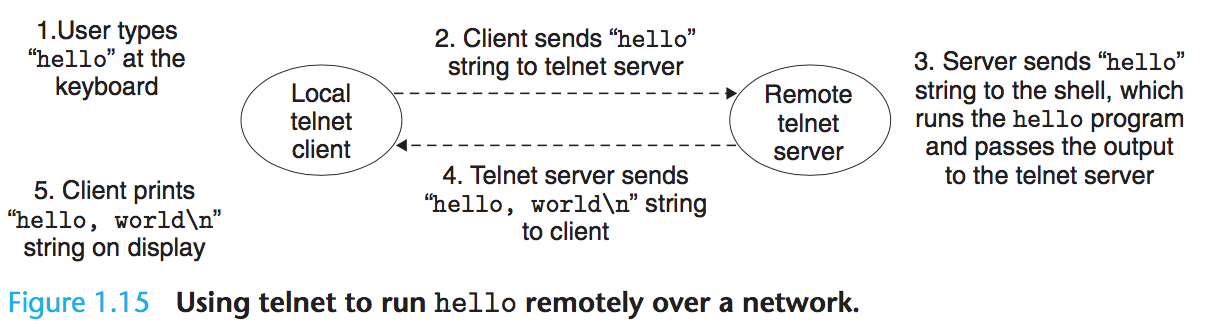 1.User types
“hello” at the
keyboard
2. Client sends “hello”
string to telnet server
3. Server sends “hello”
string to the shell, which
runs the hello program
and passes the output
to the telnet server
Local
telnet
client
Remote
telnet
server
4. Telnet server sends
“hello, world\n” string
to client
5. Client prints
“hello, world\n”
string on display
Figure 1.15 Using telnet to run hello remotely over a network.